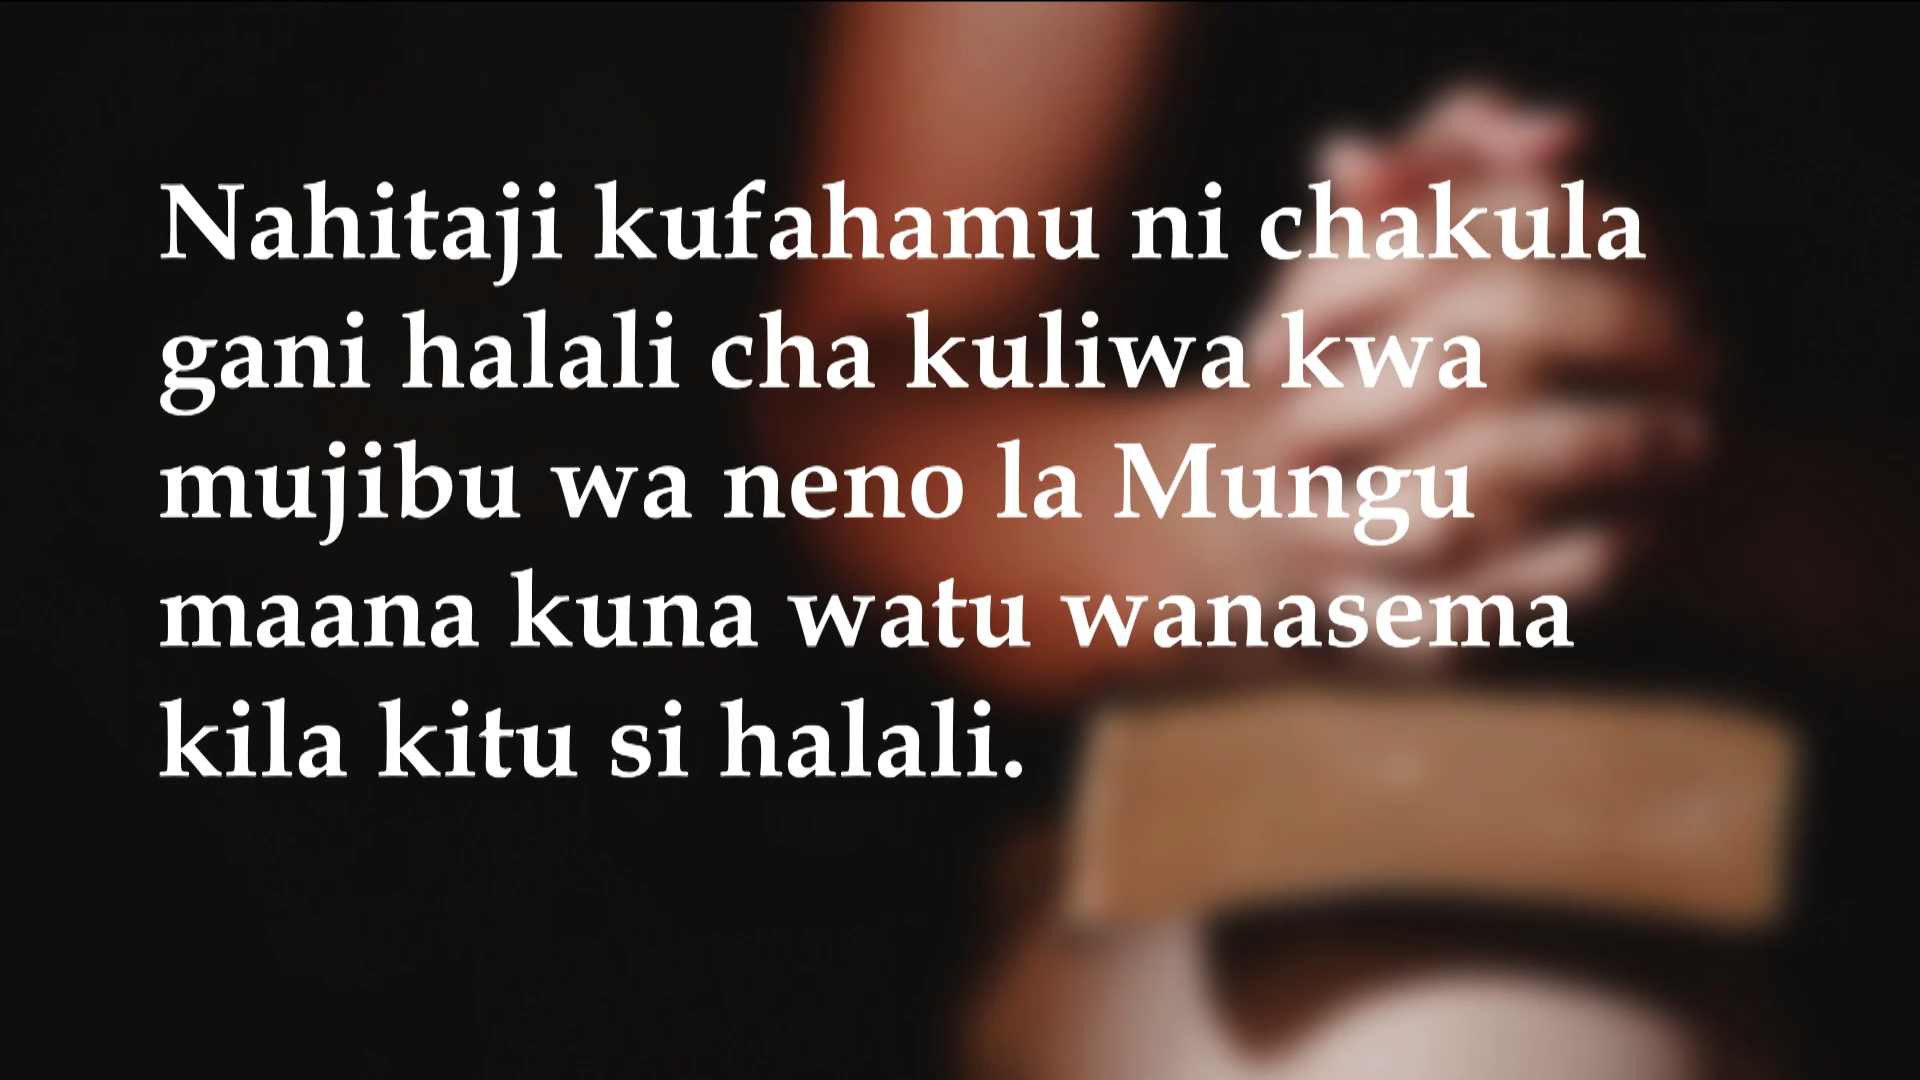 Nahitaji kufahamu ni chakula
gani halali cha kuliwa kwa
mujibu wa neno la Mungu
maana kuna watu wanasema
kila kitu si halali.